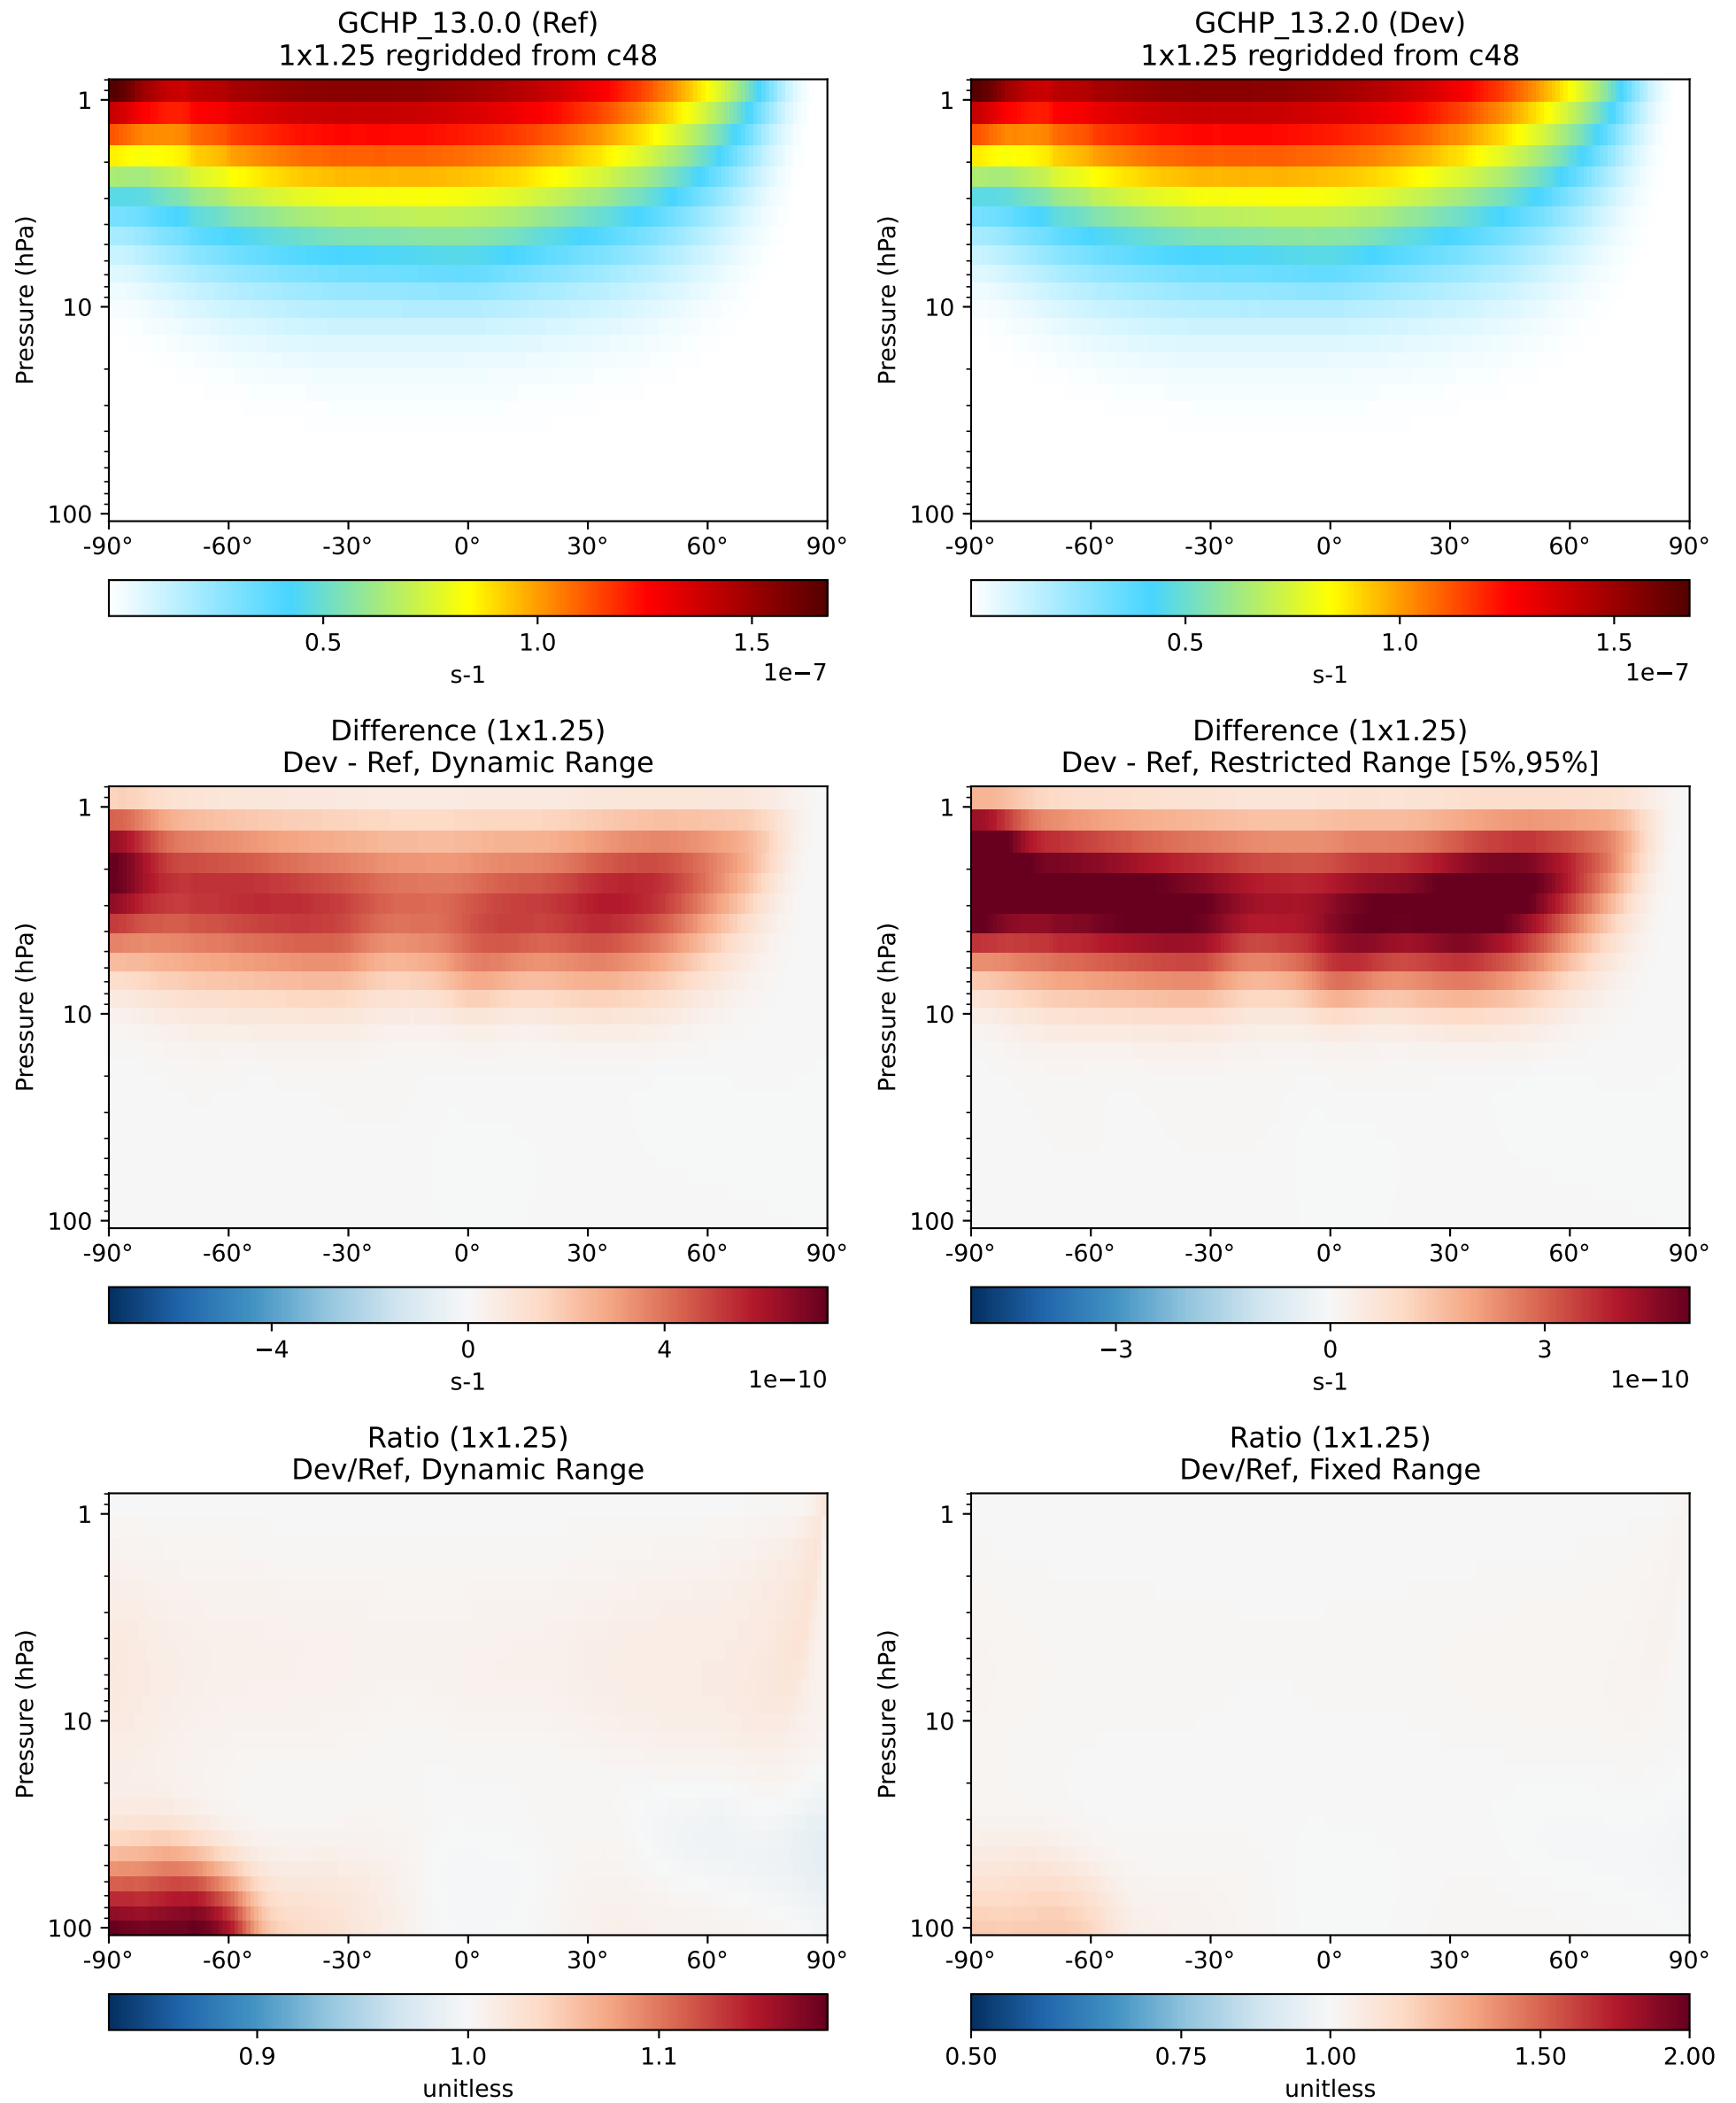 GCHP_13.0.0 (Ref)
1x1.25 regridded from c48
Pressure (hPa)
1
10
100
-90° -60° -30° 0° 30° 60° 90°
0.5 1.0 1.5
s-1
1e−7
GCHP_13.2.0 (Dev)
1x1.25 regridded from c48
Pressure (hPa)
1
10
100
-90° -60° -30° 0° 30° 60° 90°
0.5 1.0 1.5
s-1
1e−7
Difference (1x1.25)
Dev - Ref, Dynamic Range
Pressure (hPa)
1
10
100
-90° -60° -30° 0° 30° 60° 90°
−4 0 4
s-1
1e−10
Difference (1x1.25)
Dev - Ref, Restricted Range [5%,95%]
Pressure (hPa)
1
10
100
-90° -60° -30° 0° 30° 60° 90°
−3 0 3
s-1
1e−10
Ratio (1x1.25)
Dev/Ref, Dynamic Range
Pressure (hPa)
1
10
100
-90° -60° -30° 0° 30° 60° 90°
0.9 1.0 1.1
unitless
Ratio (1x1.25)
Dev/Ref, Fixed Range
Pressure (hPa)
1
10
100
-90° -60° -30° 0° 30° 60° 90°
0.50 0.75 1.00 1.50 2.00
unitless